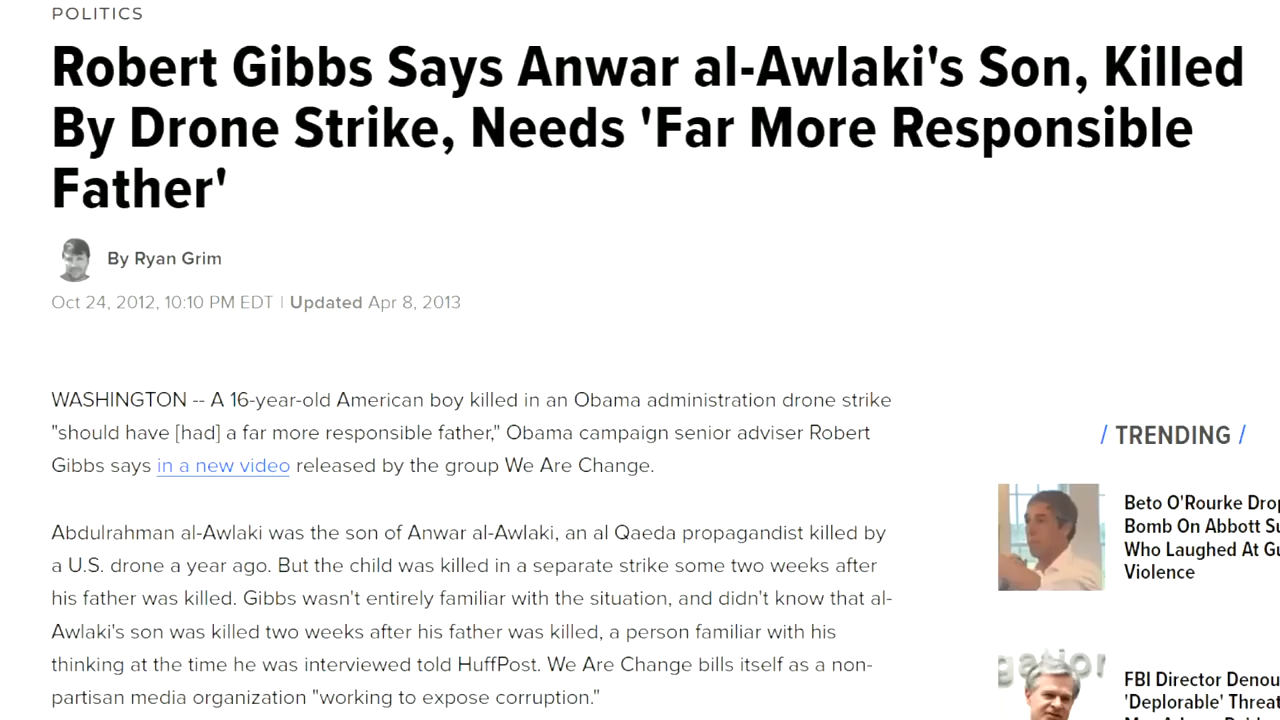 POLITICS
Robert Gibbs Says Anwar al-Awlaki's Son, Killed
By Drone Strike, Needs 'Far More Responsible
Father'
By Ryan Grim
Oct 24, 2012, 10:10 PM EDT | Updated Apr 8, 2013
WASHINGTON -- A 16-year-old American boy killed in an Obama administration drone strike
"should have [had] a far more responsible father," Obama campaign senior adviser Robert
Gibbs says in a new video released by the group We Are Change.
Abdulrahman al-Awlaki was the son of Anwar al-Awlaki, an al Qaeda propagandist killed by
a U.S. drone a year ago. But the child was killed in a separate strike some two weeks after
his father was killed. Gibbs wasn't entirely familiar with the situation, and didn't know that al-
Awlaki's son was killed two weeks after his father was killed, a person familiar with his
thinking at the time he was interviewed told HuffPost. We Are Change bills itself as a non-
partisan media organization "working to expose corruption."
/ TRENDING /
Beto O'Rourke Drop
Bomb On Abbott Su
Who Laughed At Gu
Violence
FBI Director Denou
'Deplorable' Threat